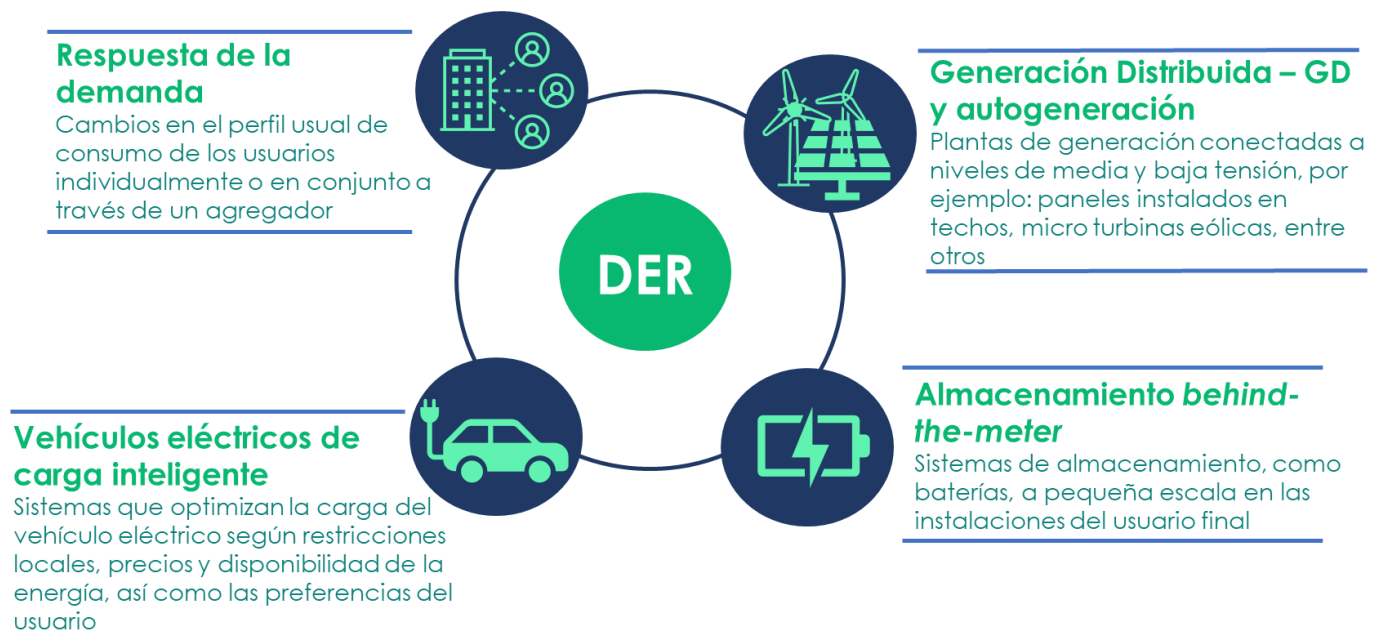 Respuesta de la
demanda
Cambios en el perfil usual de
consumo de los usuarios
individualmente o en conjunto a
través de un agregador
Generación Distribuida – GD
y autogeneración
Plantas de generación conectadas a
niveles de media y baja tensión, por
ejemplo: paneles instalados en
techos, micro turbinas eólicas, entre
otros
DER
Vehículos eléctricos de
carga inteligente
Sistemas que optimizan la carga del
vehículo eléctrico según restricciones
locales, precios y disponibilidad de la
energía, así como las preferencias del
usuario
Almacenamiento behind-
the-meter
Sistemas de almacenamiento, como
baterías, a pequeña escala en las
instalaciones del usuario final